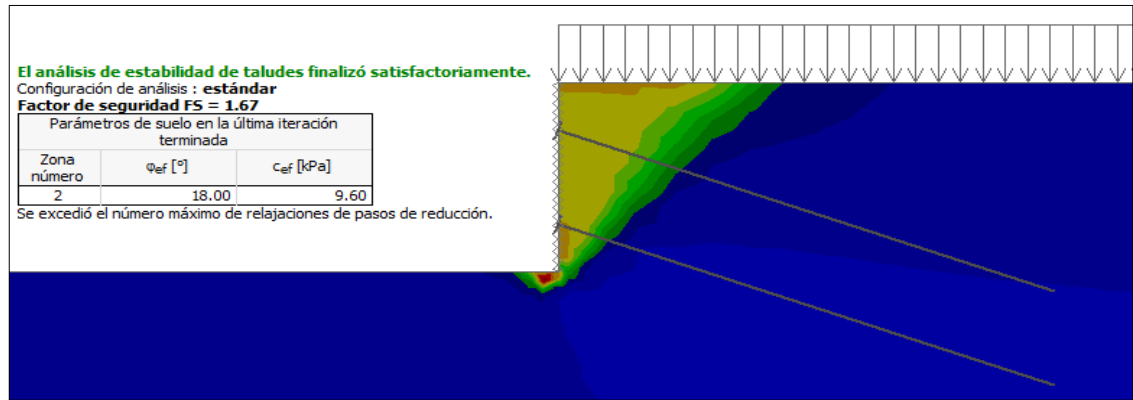 El análisis de estabilidad de taludes finalizó satisfactoriamente.
Configuración de análisis : estándar
Factor de seguridad FS = 1.67
Parámetros de suelo en la última iteración
terminada
Zona número φef [°] cef [kPa]
2 18.00 9.60
Se excedió el número máximo de relajaciones de pasos de reducción.